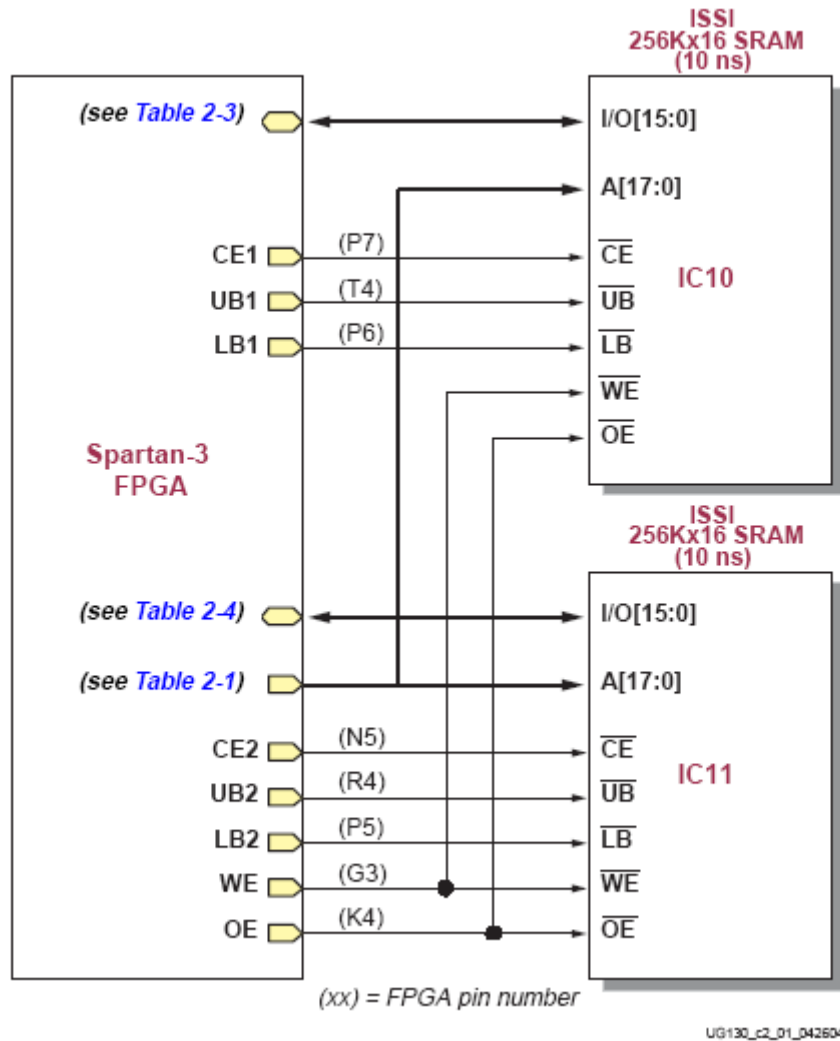 ISSI
256Kx16 SRAM
(10 ns)
(see Table 2-3)
I/O[15:0]
A[17:0]
CE1
(P7)
CE
UB1
(T4)
UB
IC10
LB1
(P6)
LB
WE
OE
Spartan-3
FPGA
ISSI
256Kx16 SRAM
(10 ns)
(see Table 2-4)
I/O[15:0]
(see Table 2-1)
A[17:0]
CE2
(N5)
CE
UB2
(R4)
UB
IC11
LB2
(P5)
LB
WE
(G3)
WE
OE
(K4)
OE
(xx) = FPGA pin number
UG130_c2_01_042604